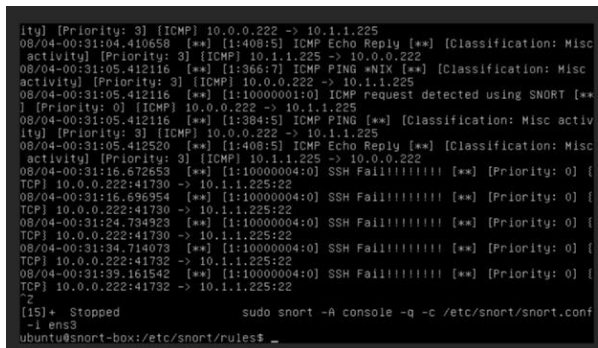 ity] [Priority: 3] {ICMP} 10.0.0.222 -> 10.1.1.225
08/04-00:31:04.410658  [**] [1:408:5] ICMP Echo Reply [**] [Classification: Misc
 activity] [Priority: 3] {ICMP} 10.1.1.225 -> 10.0.0.222
08/04-00:31:05.412116  [**] [1:366:7] ICMP PING *NIX [**] [Classification: Misc
activity] [Priority: 3] {ICMP} 10.0.0.222 -> 10.1.1.225
08/04-00:31:05.412116  [**] [1:10000001:0] ICMP request detected using SNORT [**
] [Priority: 0] {ICMP} 10.0.0.222 -> 10.1.1.225
08/04-00:31:05.412116  [**] [1:384:5] ICMP PING [**] [Classification: Misc activ
ity] [Priority: 3] {ICMP} 10.0.0.222 -> 10.1.1.225
08/04-00:31:05.412520  [**] [1:408:5] ICMP Echo Reply [**] [Classification: Misc
 activity] [Priority: 3] {ICMP} 10.1.1.225 -> 10.0.0.222
08/04-00:31:16.672653  [**] [1:10000004:0] SSH Fail!!!!!!!! [**] [Priority: 0] {
TCP} 10.0.0.222:41730 -> 10.1.1.225:22
08/04-00:31:16.696954  [**] [1:10000004:0] SSH Fail!!!!!!!! [**] [Priority: 0] {
TCP} 10.0.0.222:41730 -> 10.1.1.225:22
08/04-00:31:24.734923  [**] [1:10000004:0] SSH Fail!!!!!!!! [**] [Priority: 0] {
TCP} 10.0.0.222:41730 -> 10.1.1.225:22
08/04-00:31:34.714073  [**] [1:10000004:0] SSH Fail!!!!!!!! [**] [Priority: 0] {
TCP} 10.0.0.222:41732 -> 10.1.1.225:22
08/04-00:31:39.161542  [**] [1:10000004:0] SSH Fail!!!!!!!! [**] [Priority: 0] {
TCP} 10.0.0.222:41732 -> 10.1.1.225:22
^Z
[15]+  Stopped                 sudo snort -A console -q -c /etc/snort/snort.conf
 -i ens3
ubuntu@snort-box:/etc/snort/rules$ _